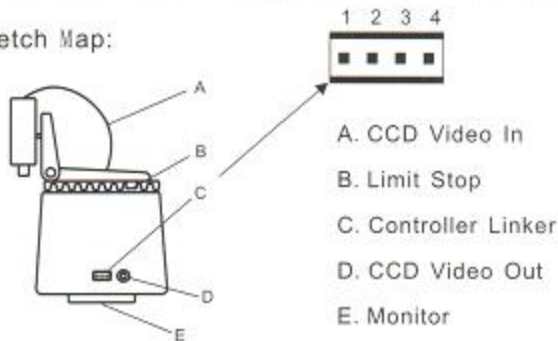 1 2 3 4
etch Map:
A
B
C
D
E
A. CCD Video In
B. Limit Stop
C. Controller Linker
D. CCD Video Out
E. Monitor